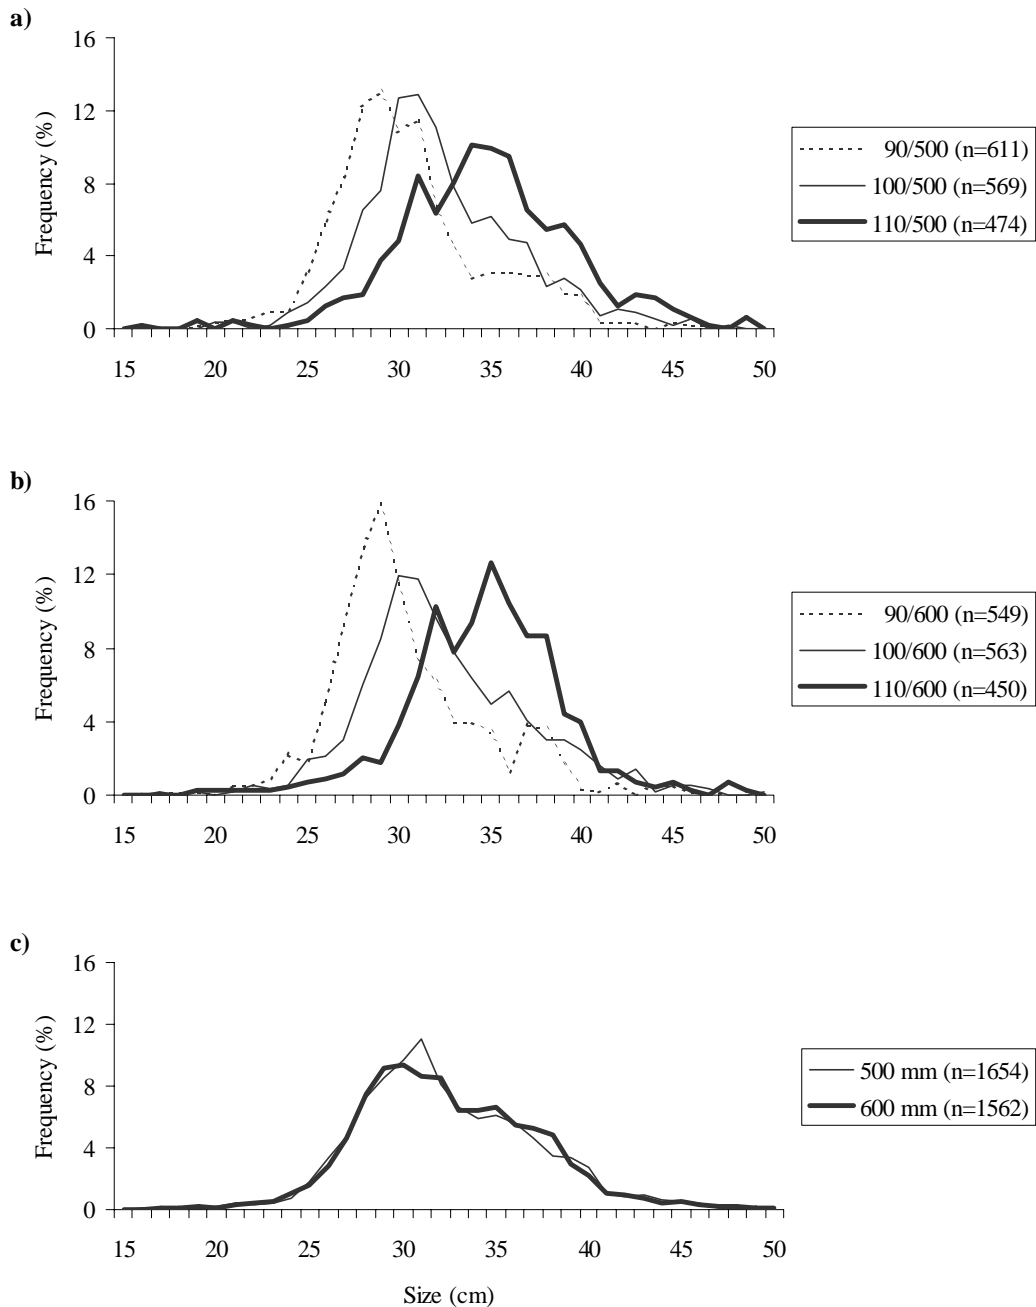 a)
16
12
8
4
0
Frequency (%)
15 20 25 30 35 40 45 50
90/500 (n=611)
100/500 (n=569)
110/500 (n=474)
b)
16
12
8
4
0
Frequency (%)
15 20 25 30 35 40 45 50
90/600 (n=549)
100/600 (n=563)
110/600 (n=450)
c)
16
12
8
4
0
Frequency (%)
15 20 25 30 35 40 45 50
Size (cm)
500 mm (n=1654)
600 mm (n=1562)